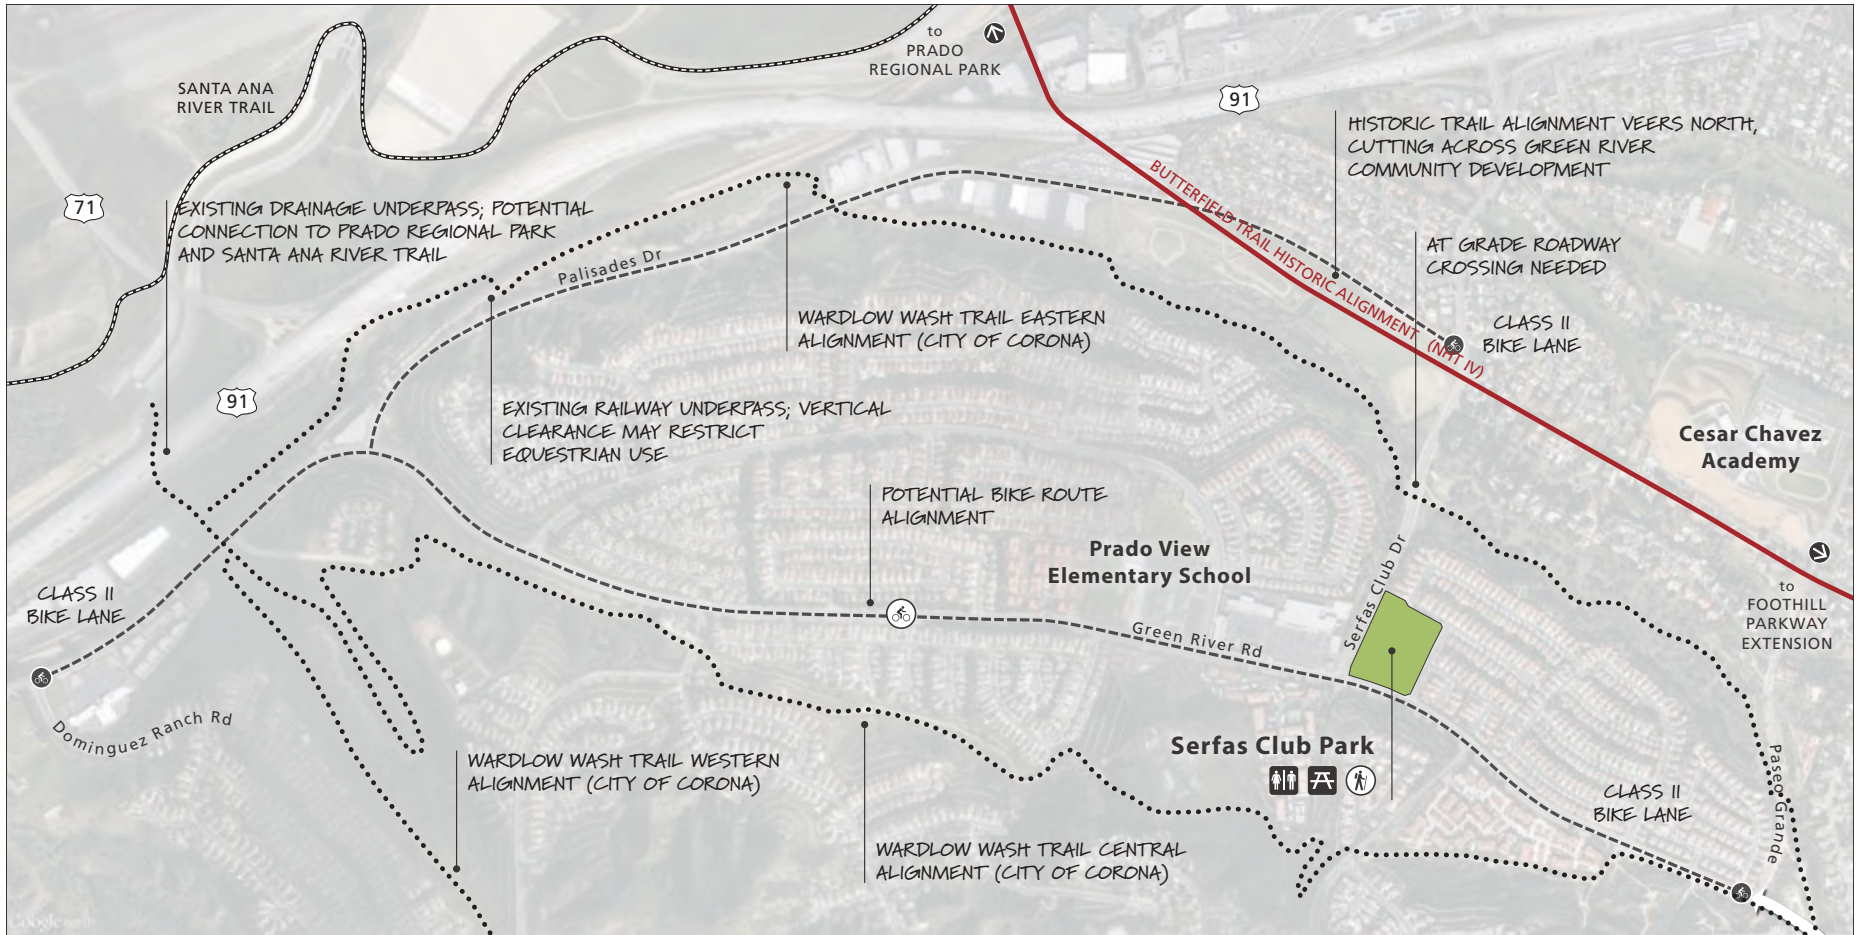 to
PRADO
REGIONAL PARK
SANTA ANA
RIVER TRAIL
91
HISTORIC TRAIL ALIGNMENT VEERS NORTH,
CUTTING ACROSS GREEN RIVER
COMMUNITY DEVELOPMENT
BUTTERFIELD TRAIL HISTORIC ALIGNMENT (NHT IV)
71
EXISTING DRAINAGE UNDERPASS; POTENTIAL
CONNECTION TO PRADO REGIONAL PARK
AND SANTA ANA RIVER TRAIL
AT GRADE ROADWAY
CROSSING NEEDED
Palisades Dr
WARDLOW WASH TRAIL EASTERN
ALIGNMENT (CITY OF CORONA)
CLASS II
BIKE LANE
91
EXISTING RAILWAY UNDERPASS; VERTICAL
CLEARANCE MAY RESTRICT
EQUESTRIAN USE
Cesar Chavez
Academy
POTENTIAL BIKE ROUTE
ALIGNMENT
Prado View
Elementary School
Serfas Club Dr
CLASS II
BIKE LANE
to
FOOTHILL
PARKWAY
EXTENSION
Green River Rd
Dominguez Ranch Rd
Serfas Club Park
WARDLOW WASH TRAIL WESTERN
ALIGNMENT (CITY OF CORONA)
Paseo Grande
CLASS II
BIKE LANE
WARDLOW WASH TRAIL CENTRAL
ALIGNMENT (CITY OF CORONA)
Google